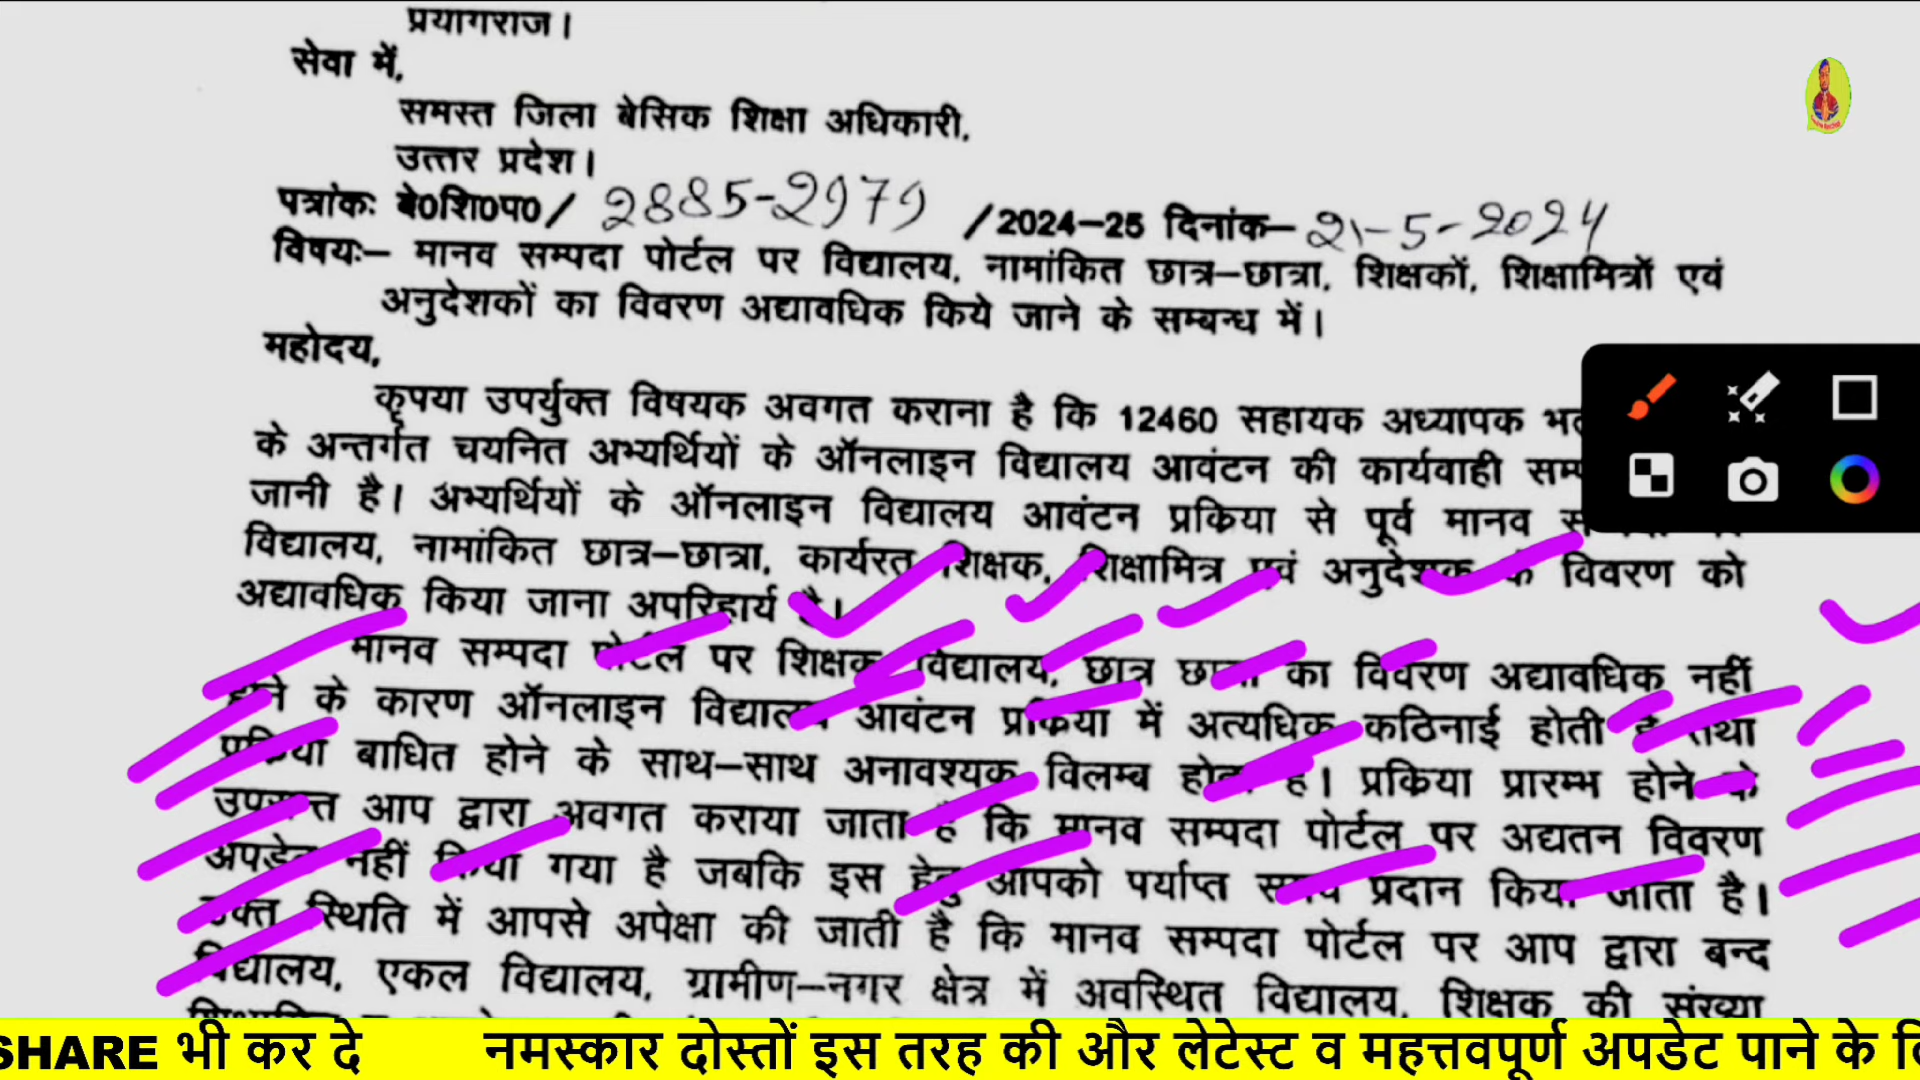 प्रयागराज।
सेवा में,
समस्त जिला बेसिक शिक्षा अधिकारी,
उत्तर प्रदेश।
पत्रांकः बे0शि0प0/ 2885-2979 /2024-25 दिनांक- 21-5-2024
विषयः- मानव सम्पदा पोर्टल पर विद्यालय, नामांकित छात्र-छात्रा, शिक्षकों, शिक्षामित्रों एवं
अनुदेशकों का विवरण अद्यावधिक किये जाने के सम्बन्ध में।
महोदय,
कृपया उपर्युक्त विषयक अवगत कराना है कि 12460 सहायक अध्यापक
के अन्तर्गत चयनित अभ्यर्थियों के ऑनलाइन विद्यालय आवंटन की कार्यवाही
जानी है। अभ्यर्थियों के ऑनलाइन विद्यालय आवंटन प्रक्रिया से पूर्व मानव
विद्यालय, नामांकित छात्र-छात्रा, कार्यरत शिक्षक, शिक्षामित्र एवं अनुदेशक के विवरण को
अद्यावधिक किया जाना अपरिहार्य है।
मानव सम्पदा पोर्टल पर शिक्षक विद्यालय, छात्र छात्रा का विवरण अद्यावधिक नहीं
होने के कारण ऑनलाइन विद्यालय आवंटन प्रक्रिया में अत्यधिक कठिनाई होती है तथा
प्रक्रिया बाधित होने के साथ-साथ अनावश्यक विलम्ब होता है। प्रक्रिया प्रारम्भ होने के
उपरान्त आप द्वारा अवगत कराया जाता है कि मानव सम्पदा पोर्टल पर अद्यतन विवरण
अपडेट नहीं किया गया है जबकि इस हेतु आपको पर्याप्त समय प्रदान किया जाता है।
उक्त स्थिति में आपसे अपेक्षा की जाती है कि मानव सम्पदा पोर्टल पर आप द्वारा बन्द
विद्यालय, एकल विद्यालय, ग्रामीण-नगर क्षेत्र में अवस्थित विद्यालय, शिक्षक की संख्या
SHARE भी कर दे नमस्कार दोस्तों इस तरह की और लेटेस्ट व महत्तवपूर्ण अपडेट पाने के